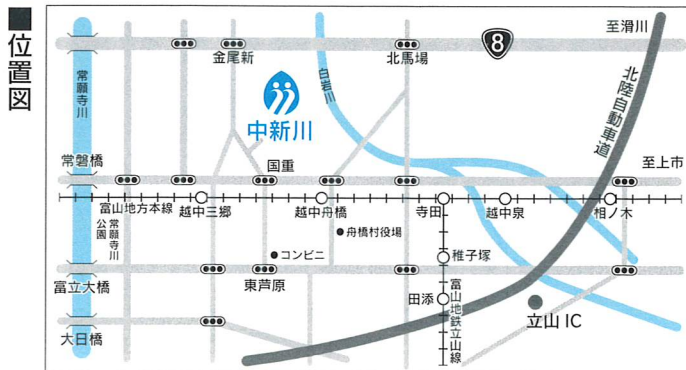 ■位置図
至滑川
8
金尾新
北馬場
常願寺川
白岩川
北陸自動車道
中新川
常磐橋
国重
至上市
富山地方本線
越中三郷
越中舟橋
寺田
越中泉
相ノ木
常願寺川
公園
舟橋村役場
コンビニ
稚子塚
富立大橋
東芦原
田添
富山地鉄立山線
立山 IC
大日橋